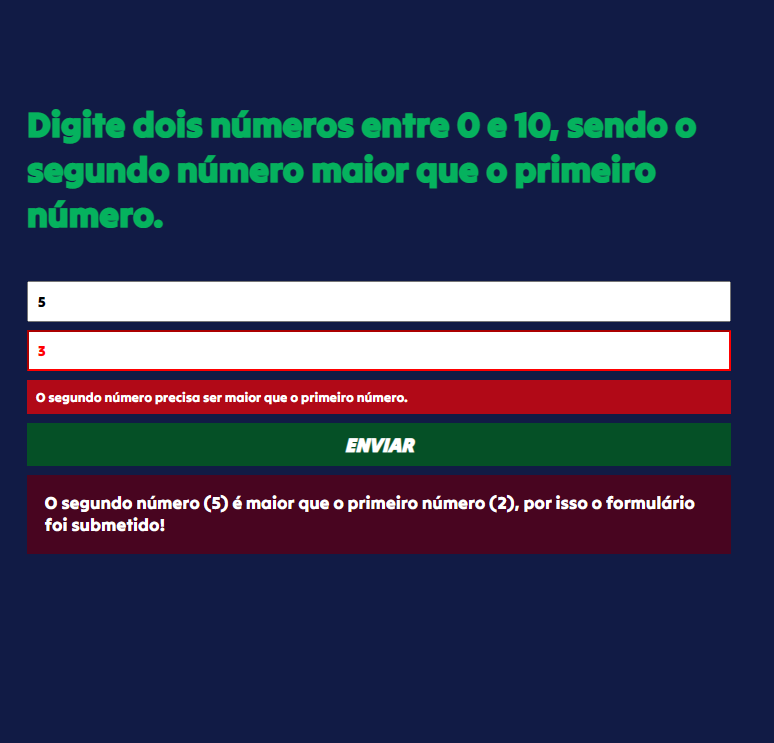 Digite dois números entre 0 e 10, sendo o
segundo número maior que o primeiro
número.
5
3
O segundo número precisa ser maior que o primeiro número.
ENVIAR
O segundo número (5) é maior que o primeiro número (2), por isso o formulário
foi submetido!